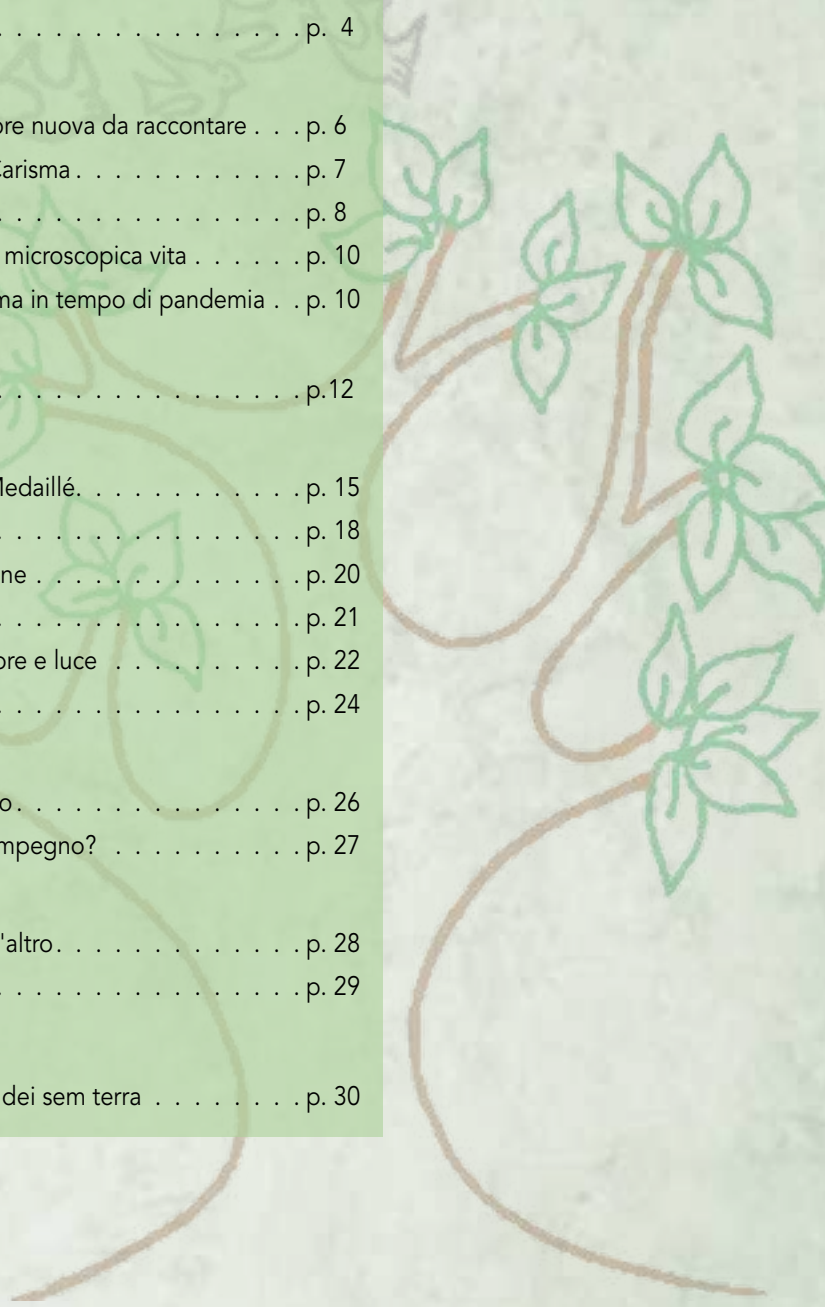 . . . . . . . . . . . . . . . p. 4
ore nuova da raccontare . . . p. 6
Carisma . . . . . . . . . . . . p. 7
. . . . . . . . . . . . . . . p. 8
microscopica vita . . . . . . p. 10
ma in tempo di pandemia . . p. 10
. . . . . . . . . . . . . . . p.12
Medaillé. . . . . . . . . . . . p. 15
. . . . . . . . . . . . . . . p. 18
ne . . . . . . . . . . . . . p. 20
. . . . . . . . . . . . . . . p. 21
ore e luce . . . . . . . . . p. 22
. . . . . . . . . . . . . . . p. 24
o. . . . . . . . . . . . . . p. 26
mpegno? . . . . . . . . . p. 27
l'altro. . . . . . . . . . . . p. 28
. . . . . . . . . . . . . . . p. 29
dei sem terra . . . . . . . . p. 30